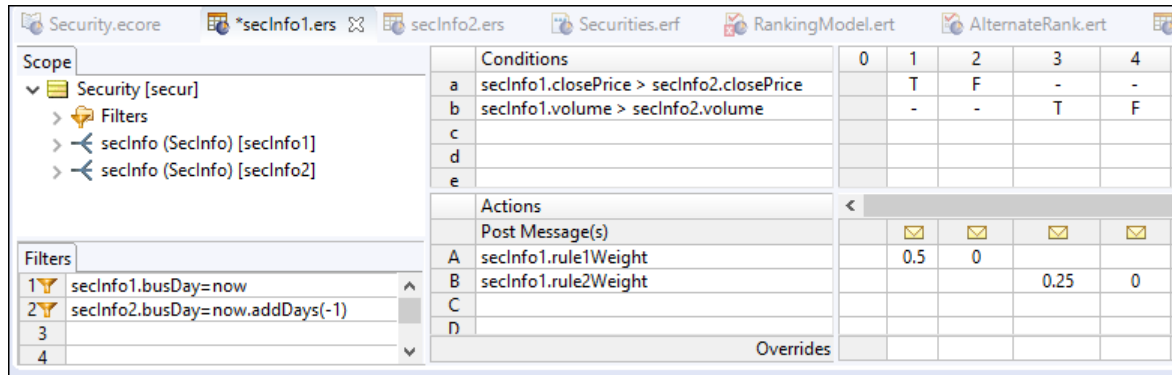 Security.ecore *secInfo1.ers secInfo2.ers Securities.erf RankingModel.ert AlternateRank.ert
Scope
Security [secur]
Filters
secInfo (SecInfo) [secInfo1]
secInfo (SecInfo) [secInfo2]
Filters
1 secInfo1.busDay=now
2 secInfo2.busDay=now.addDays(-1)
3
4
Conditions 0 1 2 3 4
a secInfo1.closePrice > secInfo2.closePrice T F - -
b secInfo1.volume > secInfo2.volume - - T F
c
d
e
Actions
Post Message(s)
A secInfo1.rule1Weight 0.5 0
B secInfo1.rule2Weight 0.25 0
C
D
Overrides